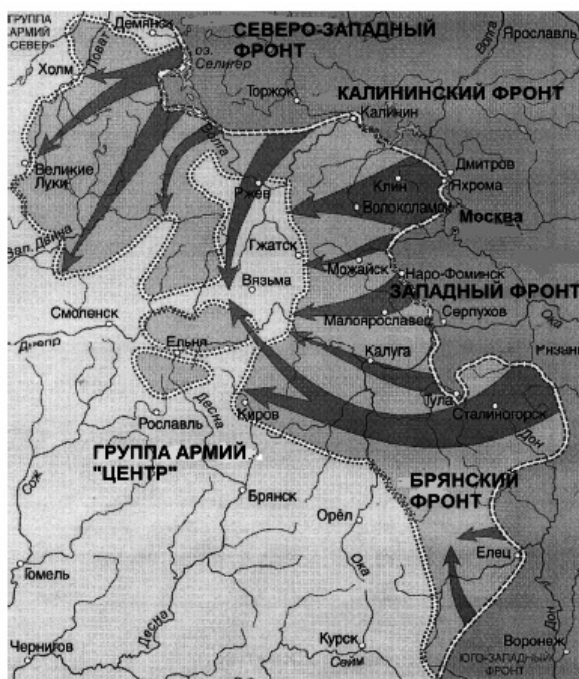 ГРУППА
АРМИЙ
«СЕВЕР»
Ловать
Демянск
оз.
Селигер
СЕВЕРО-ЗАПАДНЫЙ
ФРОНТ
Волга
Ярославль
Холм
Торжок
КАЛИНИНСКИЙ ФРОНТ
Калинин
Великие
Луки
Волга
Дмитров
Ржев
Клин
Яхрома
Волоколамск
Москва
Зап. Двина
Гжатск
Можайск
Наро-Фоминск
Вязьма
ЗАПАДНЫЙ ФРОНТ
Смоленск
Малоярославец
Серпухов
Ока
Днепр
Ельня
Калуга
Рязань
Тула
Десна
Киров
Сталиногорск
Рославль
Дон
ГРУППА АРМИЙ
"ЦЕНТР"
БРЯНСКИЙ
ФРОНТ
Сож
Брянск
Орёл
Елец
Ока
Гомель
Десна
Дон
Курск
Воронеж
Чернигов
Сейм
ЮГО-ЗАПАДНЫЙ
ФРОНТ